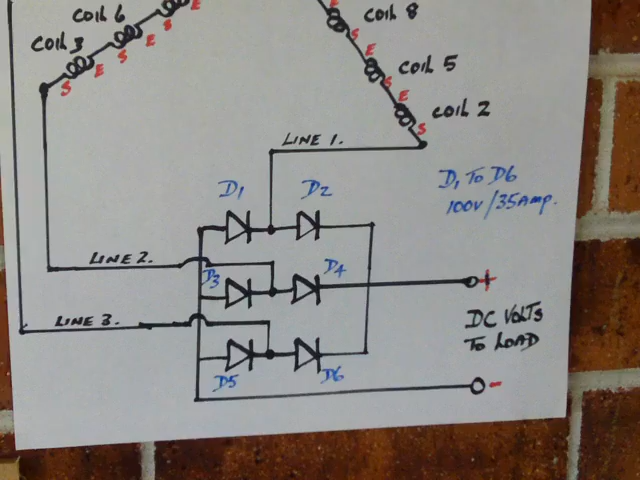 COIL 6
COIL 8
COIL 3
E
S
E
S
E
S
S
E
COIL 5
S
E
COIL 2
S
LINE 1.
D1 D2
D1 TO D6
100V/35Amp.
LINE 2.
D3 D4
+
LINE 3.
DC VOLTS
TO LOAD
D5 D6
-